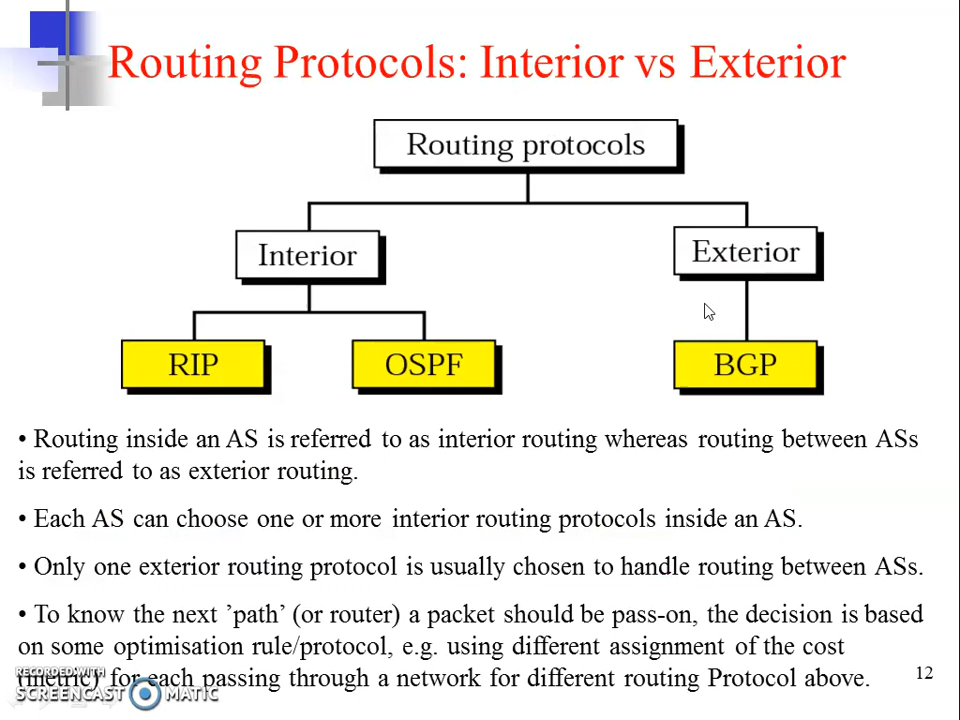 Routing Protocols: Interior vs Exterior
Routing protocols
Interior
Exterior
RIP
OSPF
BGP
• Routing inside an AS is referred to as interior routing whereas routing between ASs
is referred to as exterior routing.
• Each AS can choose one or more interior routing protocols inside an AS.
• Only one exterior routing protocol is usually chosen to handle routing between ASs.
• To know the next ’path’ (or router) a packet should be pass-on, the decision is based
on some optimisation rule/protocol, e.g. using different assignment of the cost
(metric) for each passing through a network for different routing Protocol above.
12
RECORDED WITH
SCREENCAST MATIC